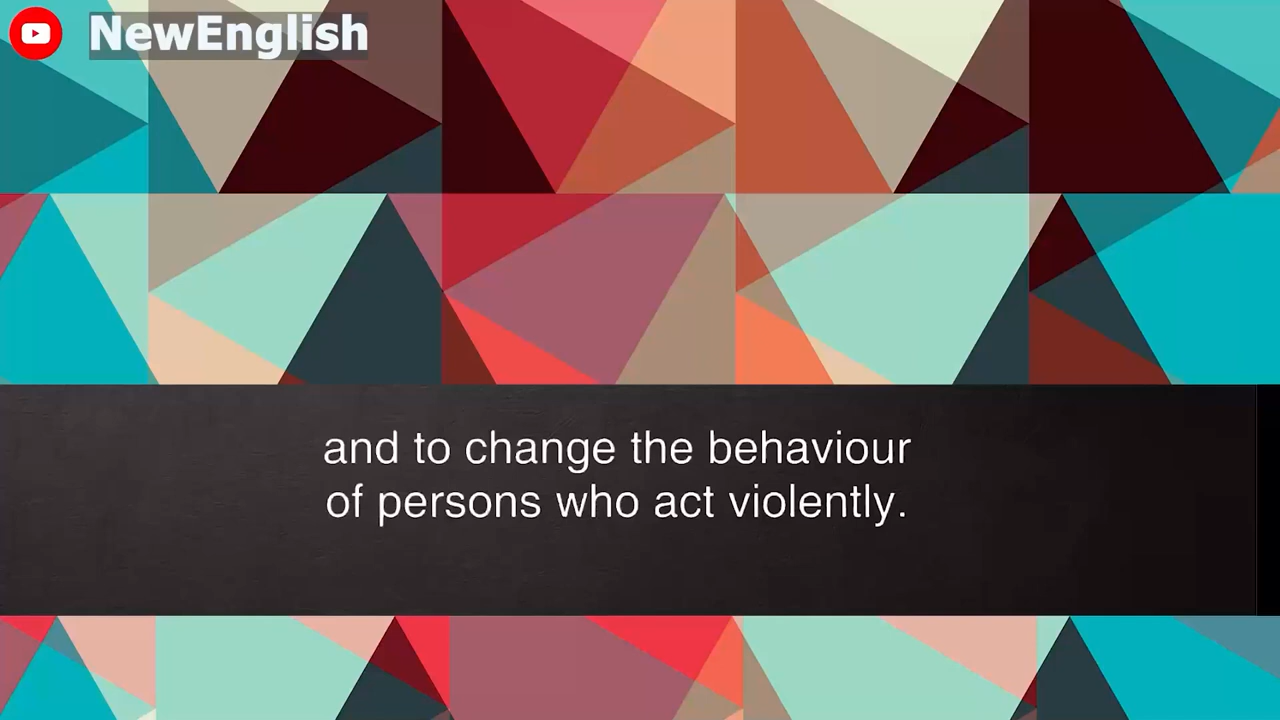 NewEnglish
and to change the behaviour
of persons who act violently.